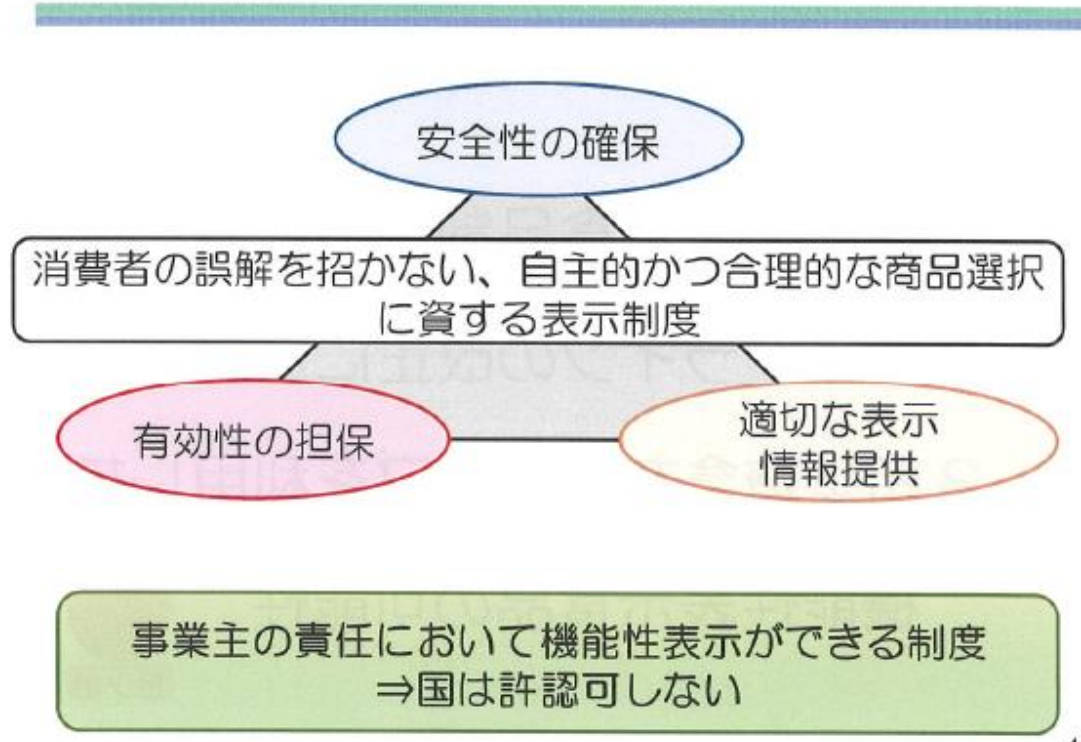 安全性の確保
消費者の誤解を招かない、自主的かつ合理的な商品選択
に資する表示制度
有効性の担保
適切な表示
情報提供
事業主の責任において機能性表示ができる制度
⇒国は許認可しない